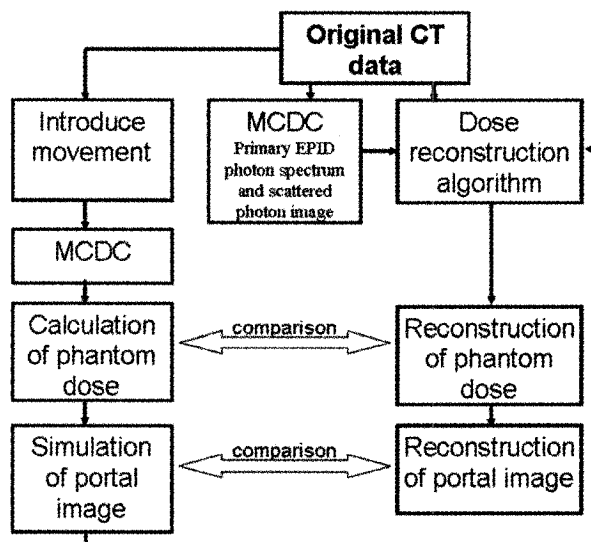 Original CT
data
Introduce
movement
MCDC
Primary EPID
photon spectrum
and scattered
photon image
Dose
reconstruction
algorithm
MCDC
Calculation
of phantom
dose
comparison
Reconstruction
of phantom
dose
Simulation
of portal
image
comparison
Reconstruction
of portal image